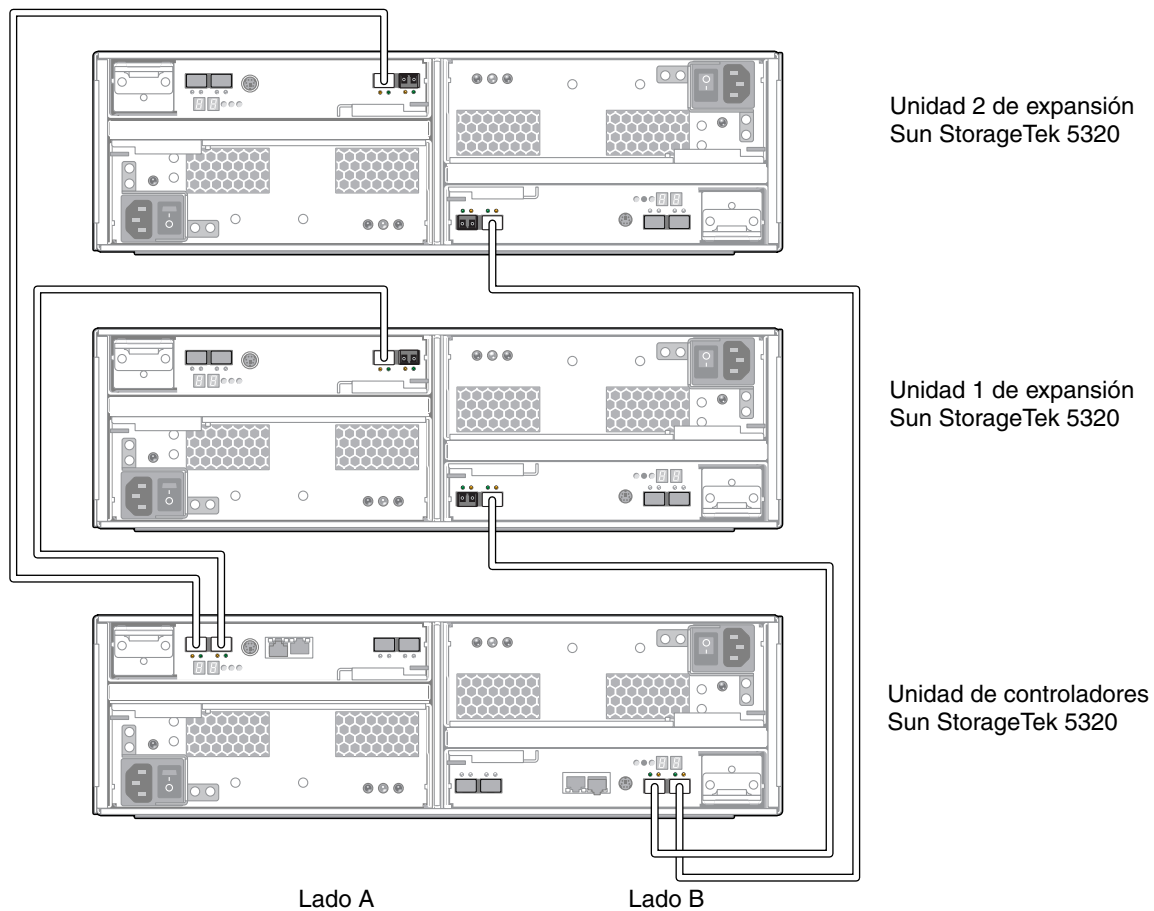 Unidad 2 de expansión
Sun StorageTek 5320
Unidad 1 de expansión
Sun StorageTek 5320
Unidad de controladores
Sun StorageTek 5320
Lado A
Lado B